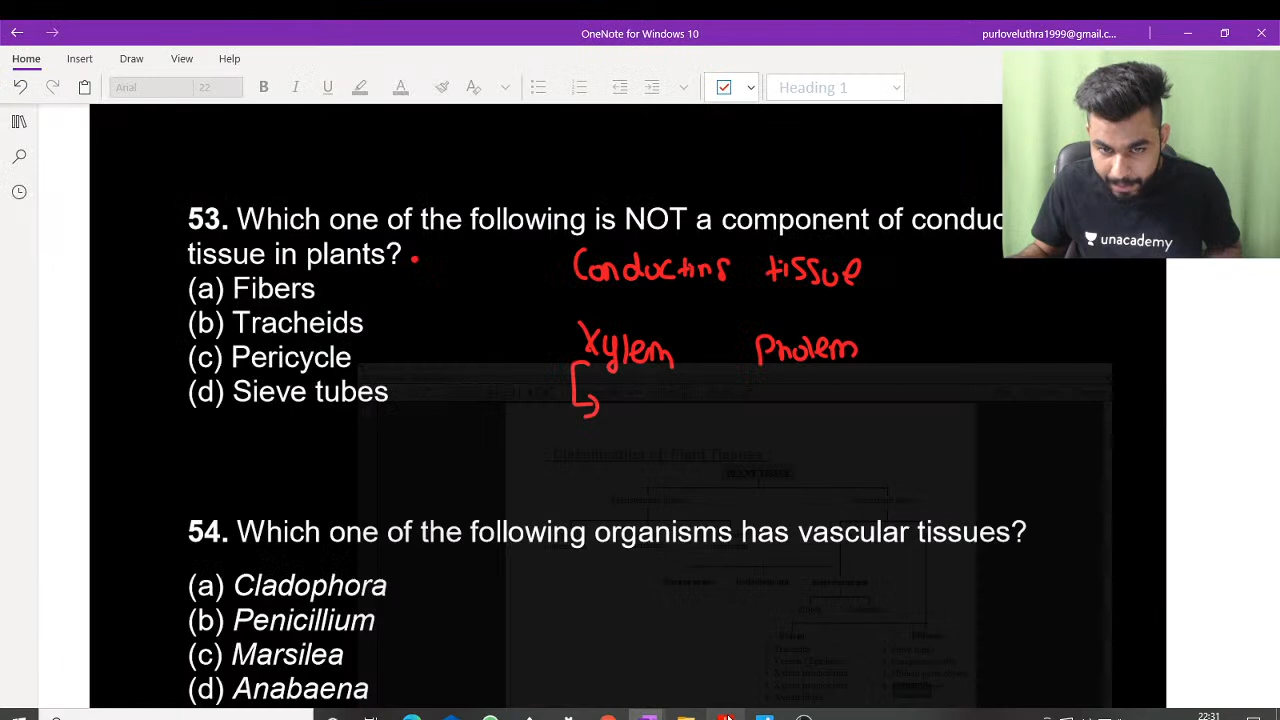 OneNote for Windows 10
purloveluthra1999@gmail.c...
Home Insert Draw View Help
Arial 22 B I U A Heading 1
unacademy
53. Which one of the following is NOT a component of conduc
tissue in plants?
Conducting tissue
(a) Fibers
(b) Tracheids
Xylem Pholem
(c) Pericycle
(d) Sieve tubes
54. Which one of the following organisms has vascular tissues?
(a) Cladophora
(b) Penicillium
(c) Marsilea
(d) Anabaena
22:31